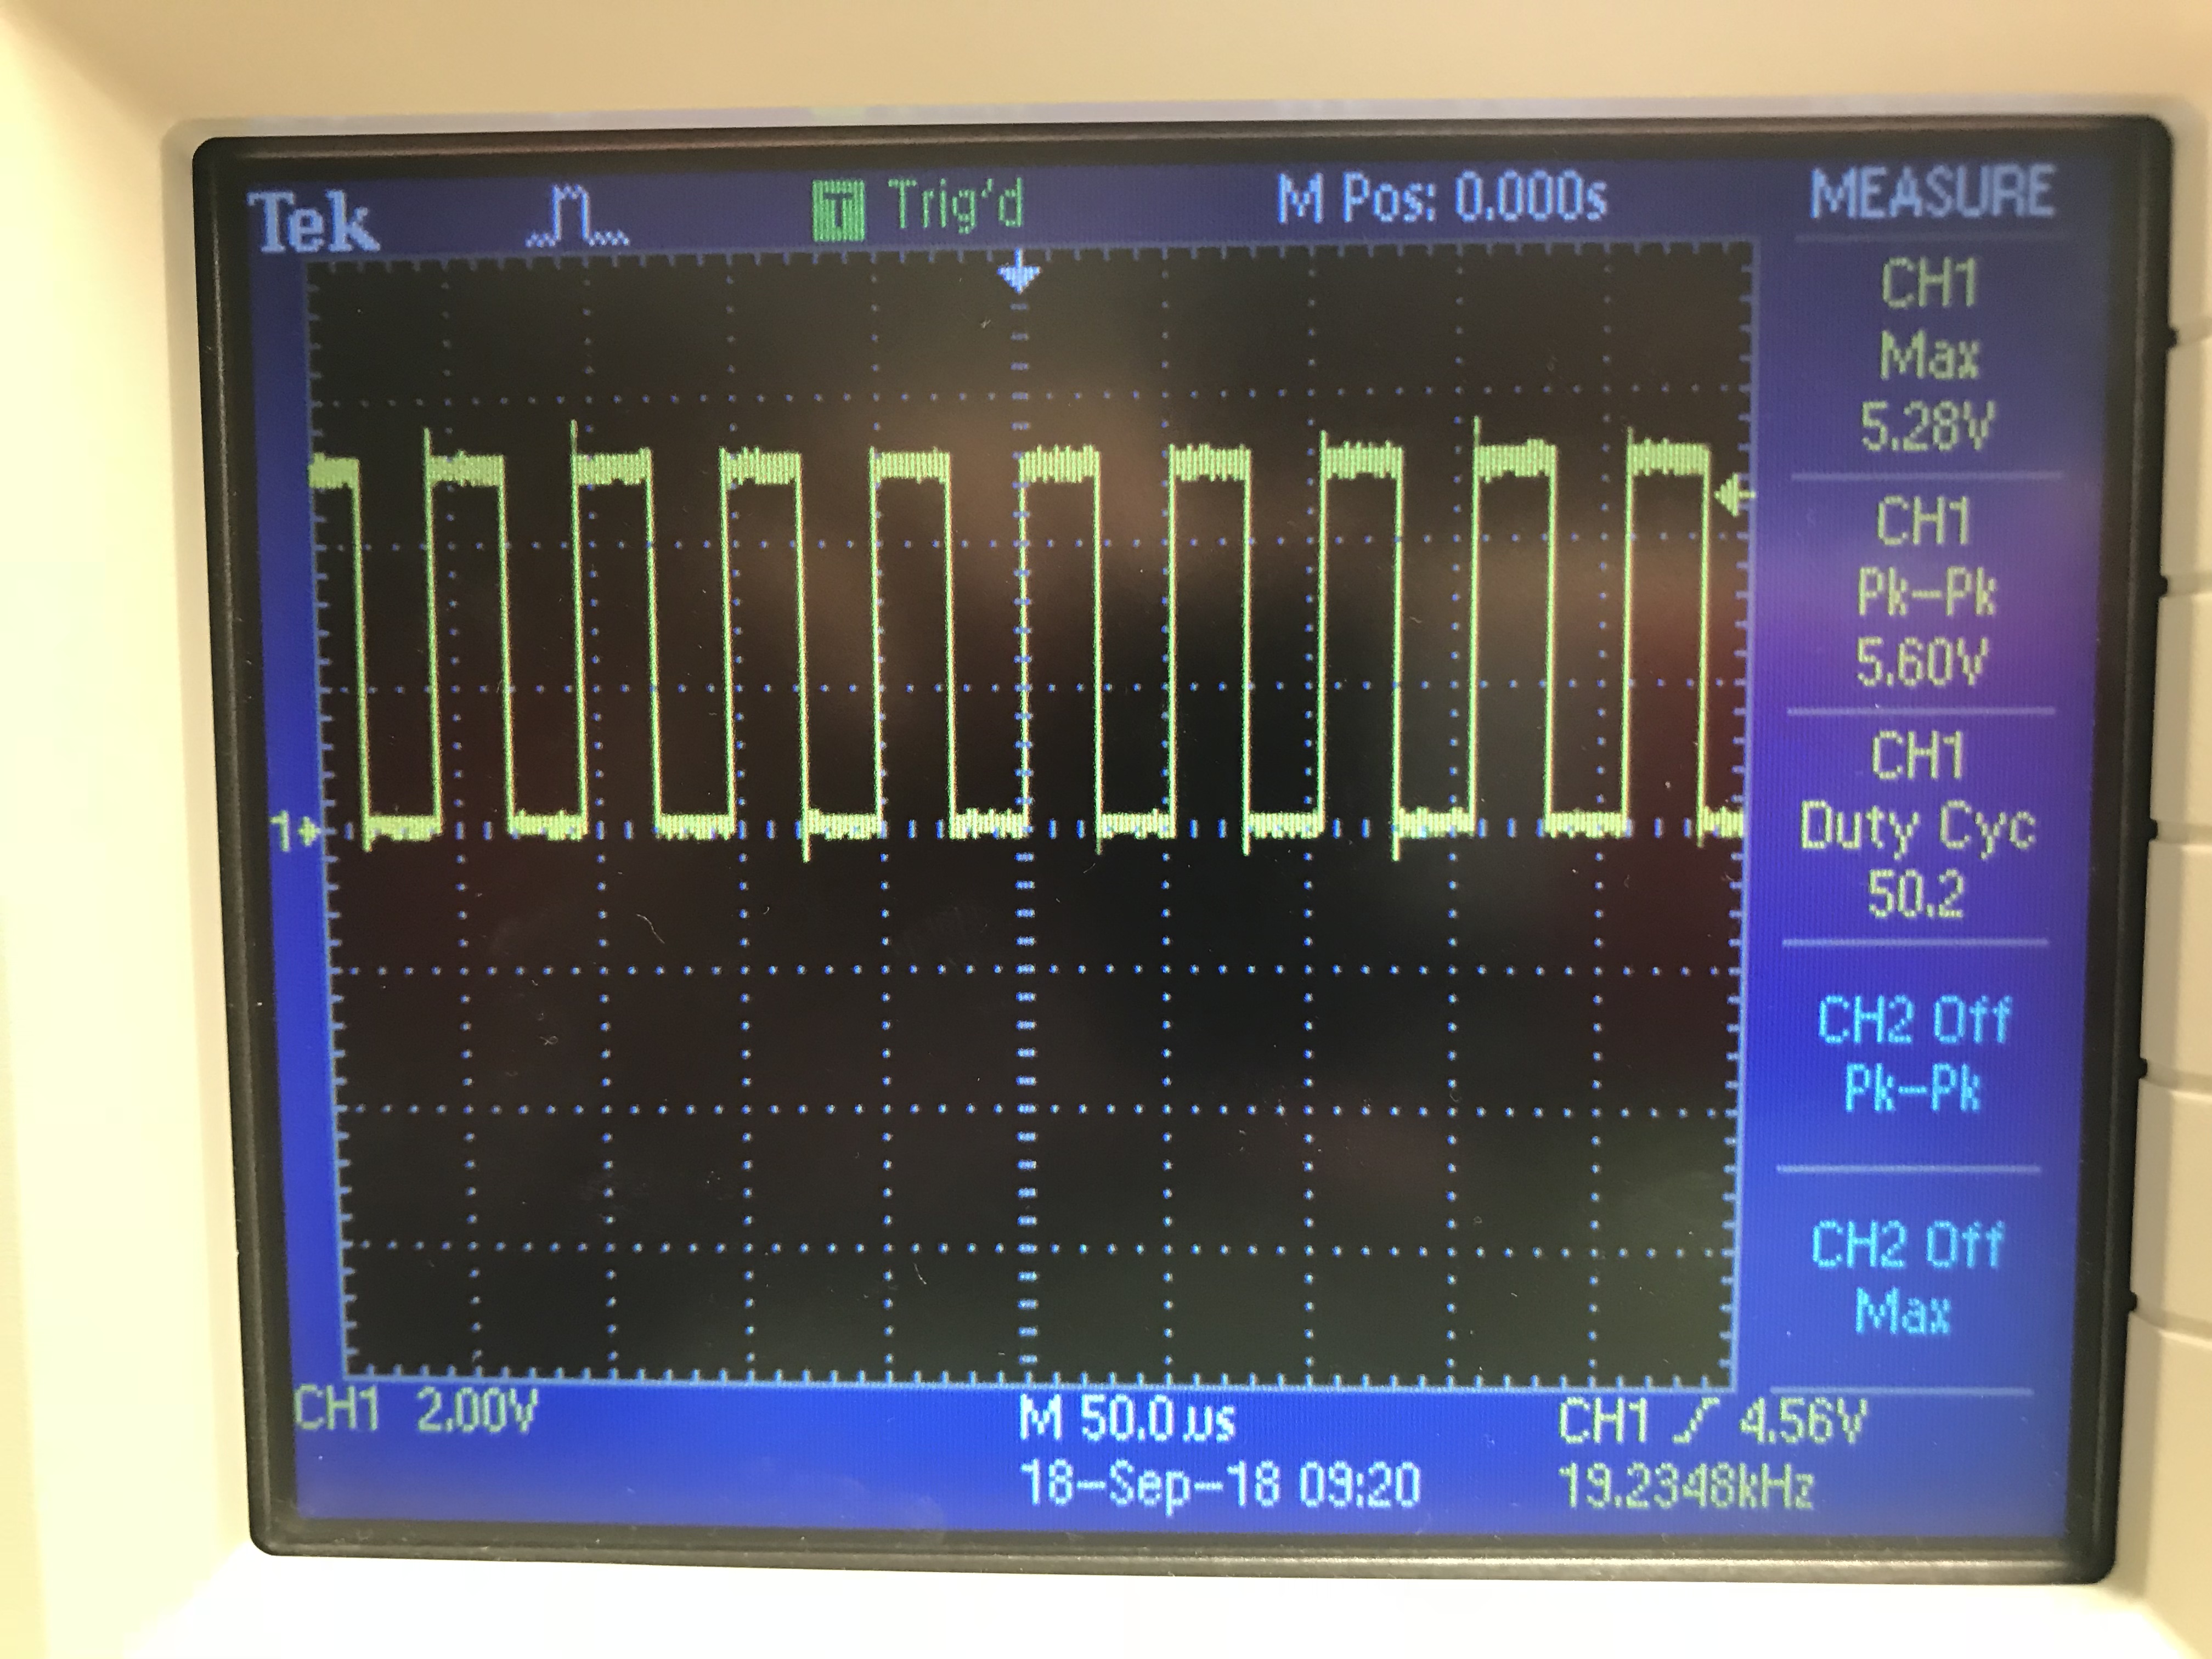 Tek
T Trig'd
M Pos: 0.000s
MEASURE
CH1
Max
5.28V
CH1
Pk-Pk
5.60V
CH1
Duty Cyc
50.2
CH2 Off
Pk-Pk
CH2 Off
Max
1
CH1 2.00V
M 50.0µs
CH1 4.56V
18-Sep-18 09:20
19.2348kHz